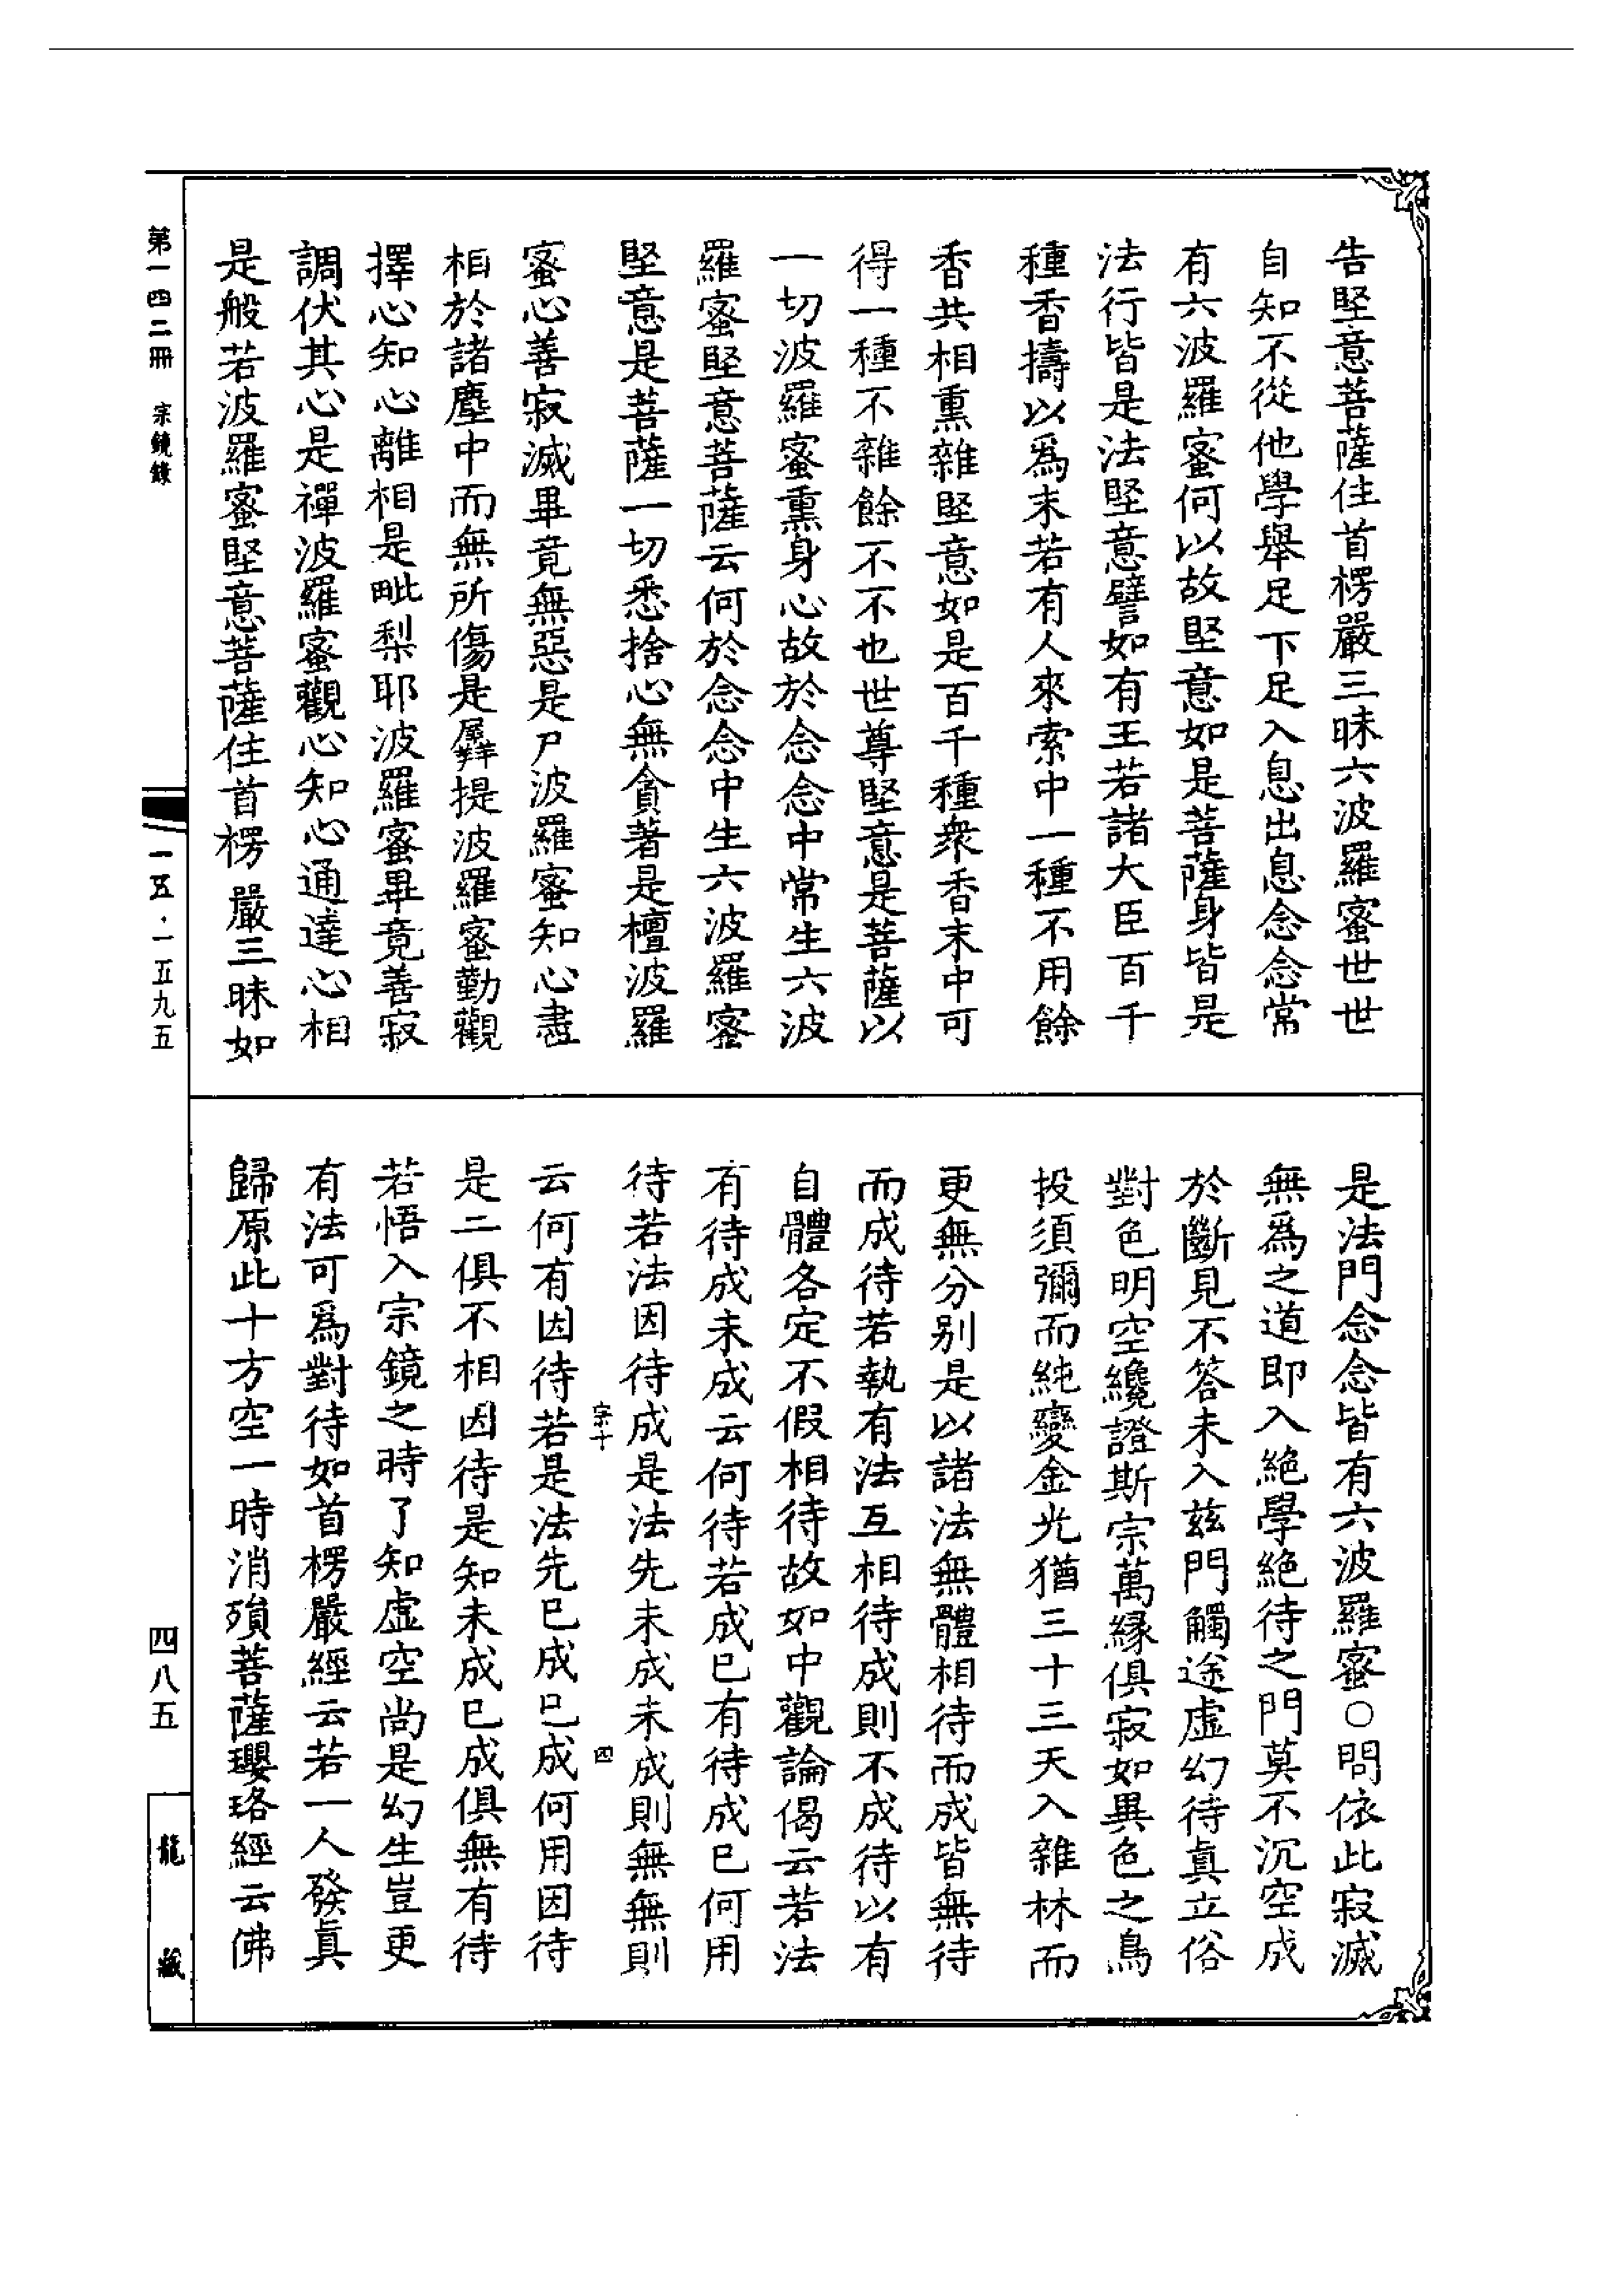 告堅意菩薩住首楞嚴三昧六波羅蜜世世
自知不從他學舉足下足入息出息念念常
有六波羅蜜何以故堅意如是菩薩身皆是
法行皆是法堅意譬如有王若諸大臣百千
種香擣以爲末若有人來索中一種不用餘
香共相熏雜堅意如是百千種衆香末中可
得一種不雜餘不不也世尊堅意是菩薩以
一切波羅蜜熏身心故於念念中常生六波
羅蜜堅意菩薩云何於念念中生六波羅蜜
堅意是菩薩一切悉捨心無貪著是檀波羅
蜜心善寂滅畢竟無惡是尸波羅蜜知心盡
相於諸塵中而無所傷是羼提波羅蜜勤觀
擇心知心離相是毗梨耶波羅蜜畢竟善寂
調伏其心是禪波羅蜜觀心知心通達心相
是般若波羅蜜堅意菩薩住首楞嚴三昧如
是法門念念皆有六波羅蜜○問依此寂滅
無爲之道即入絕學絕待之門莫不沉空成
於斷見不答未入茲門觸途虛幻待真立俗
對色明空纔證斯宗萬緣俱寂如異色之鳥
投須彌而純變金光猶三十三天入雜林而
更無分别是以諸法無體相待而成皆無待
而成待若執有法互相待成則不成待以有
自體各定不假相待故如中觀論偈云若法
有待成未成云何待若成已有待成已何用
待若法因待成是法先未成未成則無無則
字十
四
云何有因待若是法先已成已成何用因待
是二俱不相因待是知未成已成俱無有待
若悟入宗鏡之時了知虛空尚是幻生豈更
有法可爲對待如首楞嚴經云若一人發真
歸原此十方空一時消殞菩薩瓔珞經云佛
第一四二冊 宗鏡錄
一五·一五九五
四八五
龍藏